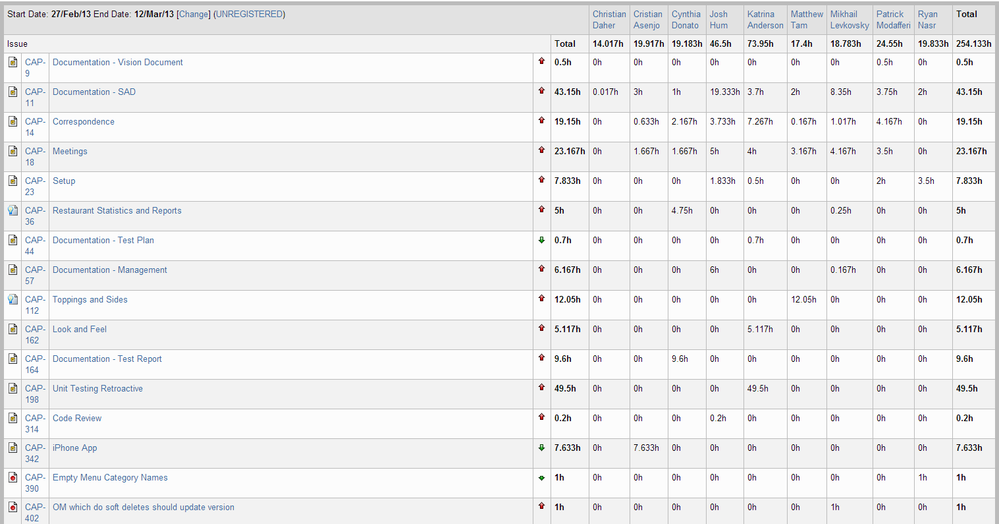 Start Date: 27/Feb/13 End Date: 12/Mar/13 [Change] (UNREGISTERED) Christian Daher Cristian Asenjo Cynthia Donato Josh Hum Katrina Anderson Matthew Tam Mikhail Levkovsky Patrick Modafferi Ryan Nasr Total
Issue Total 14.017h 19.917h 19.183h 46.5h 73.95h 17.4h 18.783h 24.55h 19.833h 254.133h
CAP-9 Documentation - Vision Document 0.5h 0h 0h 0h 0h 0h 0h 0h 0.5h 0h 0.5h
CAP-11 Documentation - SAD 43.15h 0.017h 3h 1h 19.333h 3.7h 2h 8.35h 3.75h 2h 43.15h
CAP-14 Correspondence 19.15h 0h 0.633h 2.167h 3.733h 7.267h 0.167h 1.017h 4.167h 0h 19.15h
CAP-18 Meetings 23.167h 0h 1.667h 1.667h 5h 4h 3.167h 4.167h 3.5h 0h 23.167h
CAP-23 Setup 7.833h 0h 0h 0h 1.833h 0.5h 0h 0h 2h 3.5h 7.833h
CAP-36 Restaurant Statistics and Reports 5h 0h 0h 4.75h 0h 0h 0h 0.25h 0h 0h 5h
CAP-44 Documentation - Test Plan 0.7h 0h 0h 0h 0h 0.7h 0h 0h 0h 0h 0.7h
CAP-57 Documentation - Management 6.167h 0h 0h 0h 6h 0h 0h 0.167h 0h 0h 6.167h
CAP-112 Toppings and Sides 12.05h 0h 0h 0h 0h 0h 12.05h 0h 0h 0h 12.05h
CAP-162 Look and Feel 5.117h 0h 0h 0h 0h 5.117h 0h 0h 0h 0h 5.117h
CAP-164 Documentation - Test Report 9.6h 0h 0h 9.6h 0h 0h 0h 0h 0h 0h 9.6h
CAP-198 Unit Testing Retroactive 49.5h 0h 0h 0h 0h 49.5h 0h 0h 0h 0h 49.5h
CAP-314 Code Review 0.2h 0h 0h 0h 0.2h 0h 0h 0h 0h 0h 0.2h
CAP-342 iPhone App 7.633h 0h 7.633h 0h 0h 0h 0h 0h 0h 0h 7.633h
CAP-390 Empty Menu Category Names 1h 0h 0h 0h 0h 0h 0h 0h 0h 1h 1h
CAP-402 OM which do soft deletes should update version 1h 0h 0h 0h 0h 0h 0h 1h 0h 0h 1h